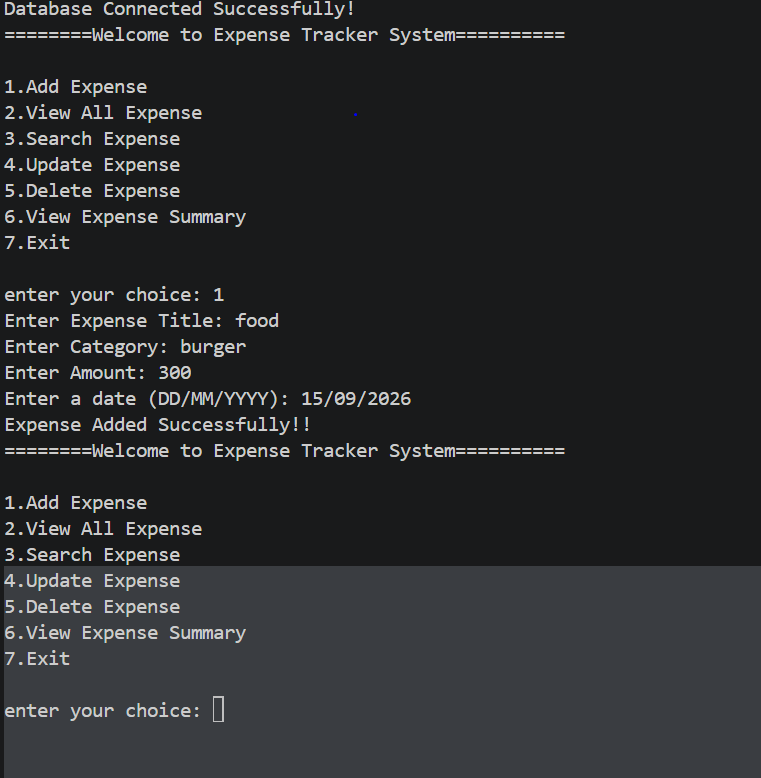 Database Connected Successfully!
========Welcome to Expense Tracker System==========
1.Add Expense
2.View All Expense
3.Search Expense
4.Update Expense
5.Delete Expense
6.View Expense Summary
7.Exit
enter your choice: 1
Enter Expense Title: food
Enter Category: burger
Enter Amount: 300
Enter a date (DD/MM/YYYY): 15/09/2026
Expense Added Successfully!!
========Welcome to Expense Tracker System==========
1.Add Expense
2.View All Expense
3.Search Expense
4.Update Expense
5.Delete Expense
6.View Expense Summary
7.Exit
enter your choice: